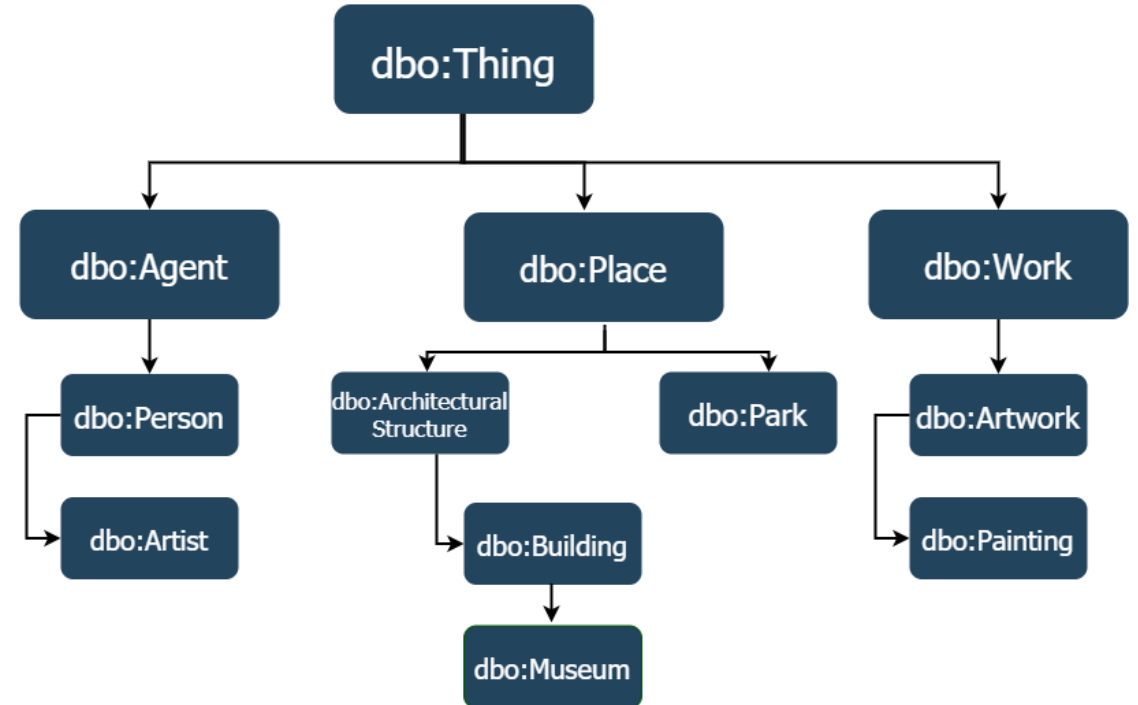 dbo:Thing
dbo:Agent
dbo:Place
dbo:Work
dbo:Person
dbo:Architectural
Structure
dbo:Park
dbo:Artwork
dbo:Artist
dbo:Building
dbo:Painting
dbo:Museum